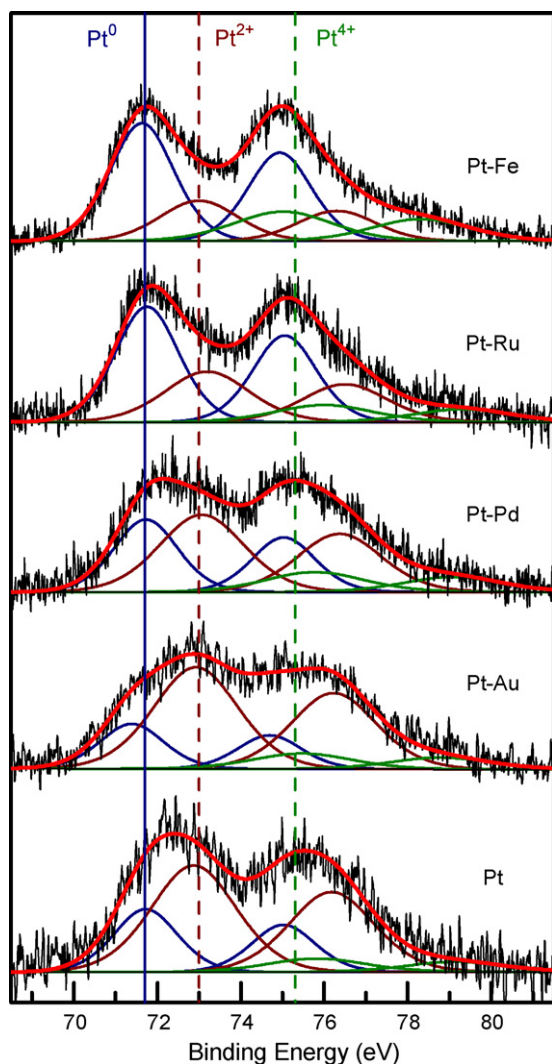 Pt⁰ Pt²⁺ Pt⁴⁺
Pt-Fe
Pt-Ru
Pt-Pd
Pt-Au
Pt
70 72 74 76 78 80
Binding Energy (eV)